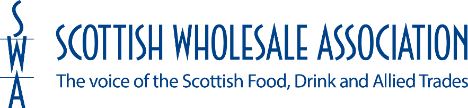 SWA
SCOTTISH WHOLESALE ASSOCIATION
The voice of the Scottish Food, Drink and Allied Trades